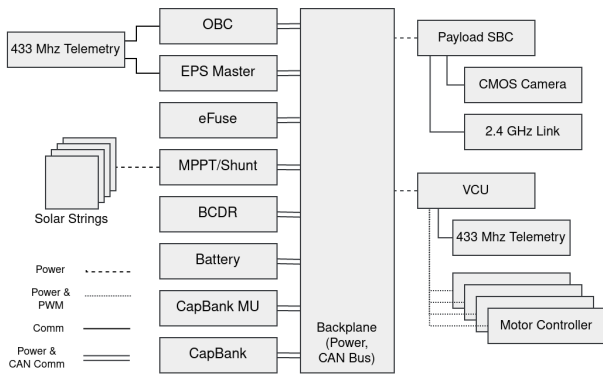 OBC
433 Mhz Telemetry
EPS Master
eFuse
MPPT/Shunt
Solar Strings
BCDR
Battery
CapBank MU
CapBank
Power
Power &
PWM
Comm
Power &
CAN Comm
Backplane
(Power,
CAN Bus)
Payload SBC
CMOS Camera
2.4 GHz Link
VCU
433 Mhz Telemetry
Motor Controller